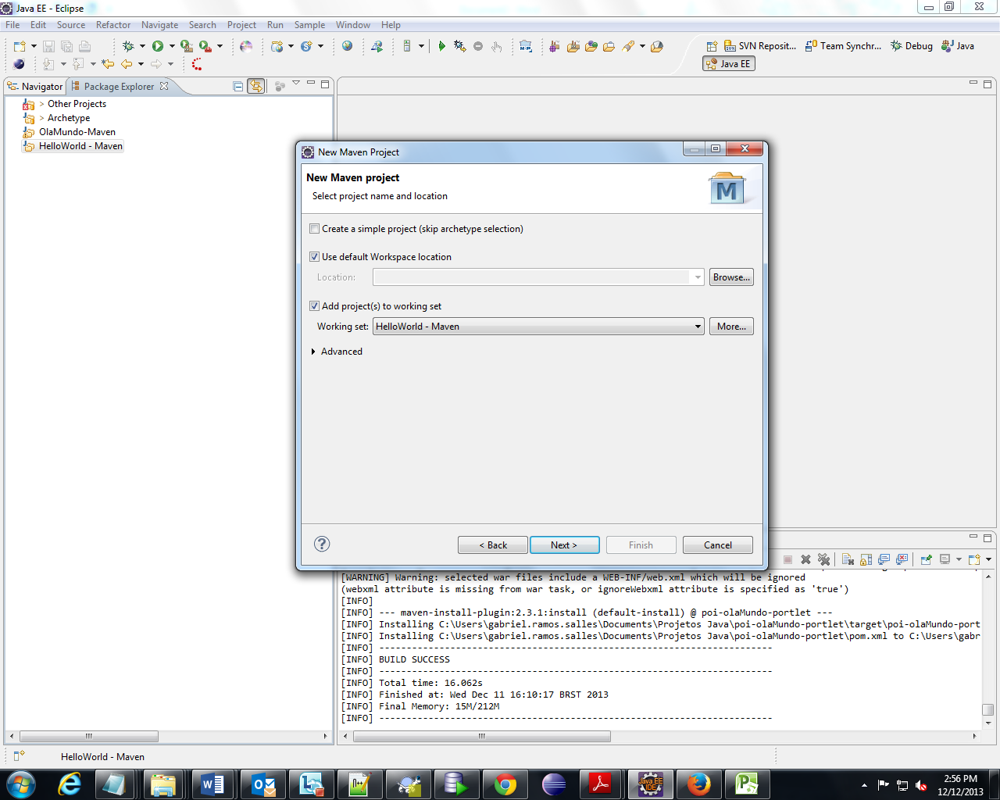 Java EE - Eclipse
File Edit Source Refactor Navigate Search Project Run Sample Window Help
SVN Reposit... Team Synchr... Debug Java
Java EE
Navigator Package Explorer
> Other Projects
> Archetype
OlaMundo-Maven
HelloWorld - Maven
New Maven Project
New Maven project
Select project name and location
M
Create a simple project (skip archetype selection)
Use default Workspace location
Location: Browse...
Add project(s) to working set
Working set: HelloWorld - Maven More...
Advanced
? < Back Next > Finish Cancel
[WARNING] Warning: selected war files include a WEB-INF/web.xml which will be ignored
(webxml attribute is missing from war task, or ignoreWebxml attribute is specified as 'true')
[INFO]
[INFO] --- maven-install-plugin:2.3.1:install (default-install) @ poi-olaMundo-portlet ---
[INFO] Installing C:\Users\gabriel.ramos.salles\Documents\Projetos Java\poi-olaMundo-portlet\target\poi-olaMundo-port
[INFO] Installing C:\Users\gabriel.ramos.salles\Documents\Projetos Java\poi-olaMundo-portlet\pom.xml to C:\Users\gabr
[INFO] ------------------------------------------------------------------------
[INFO] BUILD SUCCESS
[INFO] ------------------------------------------------------------------------
[INFO] Total time: 16.062s
[INFO] Finished at: Wed Dec 11 16:10:17 BRST 2013
[INFO] Final Memory: 15M/212M
[INFO] ------------------------------------------------------------------------
HelloWorld - Maven
Java EE
IDE
2:56 PM
12/12/2013